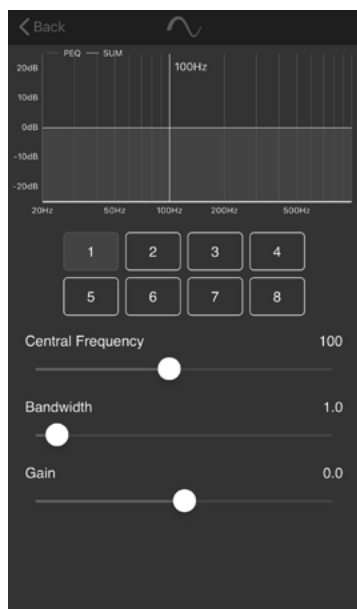 Back
PEQ SUM
20dB
100Hz
10dB
0dB
-10dB
-20dB
20Hz 50Hz 100Hz 200Hz 500Hz
1 2 3 4
5 6 7 8
Central Frequency 100
Bandwidth 1.0
Gain 0.0